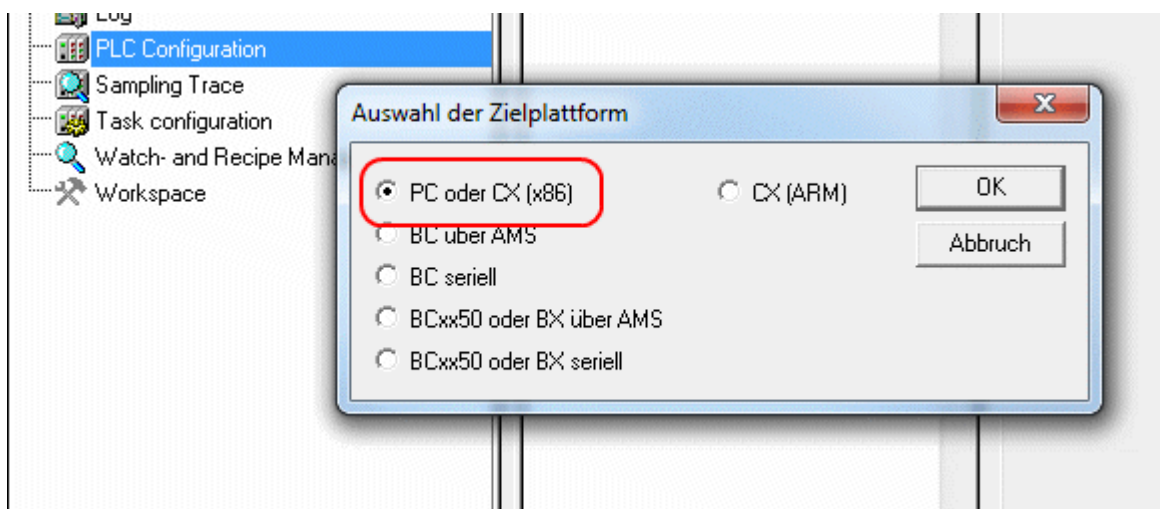 Log
PLC Configuration
Sampling Trace
Task configuration
Watch- and Recipe Mana
Workspace
Auswahl der Zielplattform
PC oder CX (x86)
CX (ARM)
OK
BC über AMS
Abbruch
BC seriell
BCxx50 oder BX über AMS
BCxx50 oder BX seriell